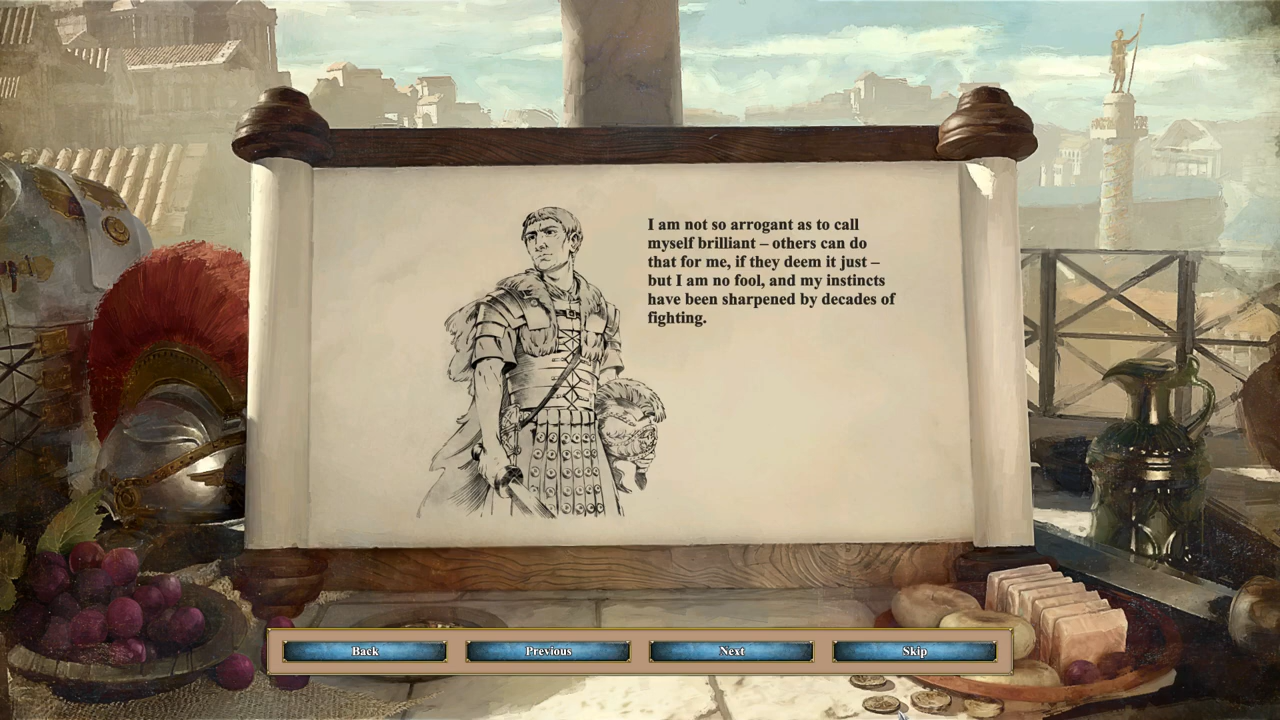 I am not so arrogant as to call
myself brilliant – others can do
that for me, if they deem it just –
but I am no fool, and my instincts
have been sharpened by decades of
fighting.
Back
Previous
Next
Skip